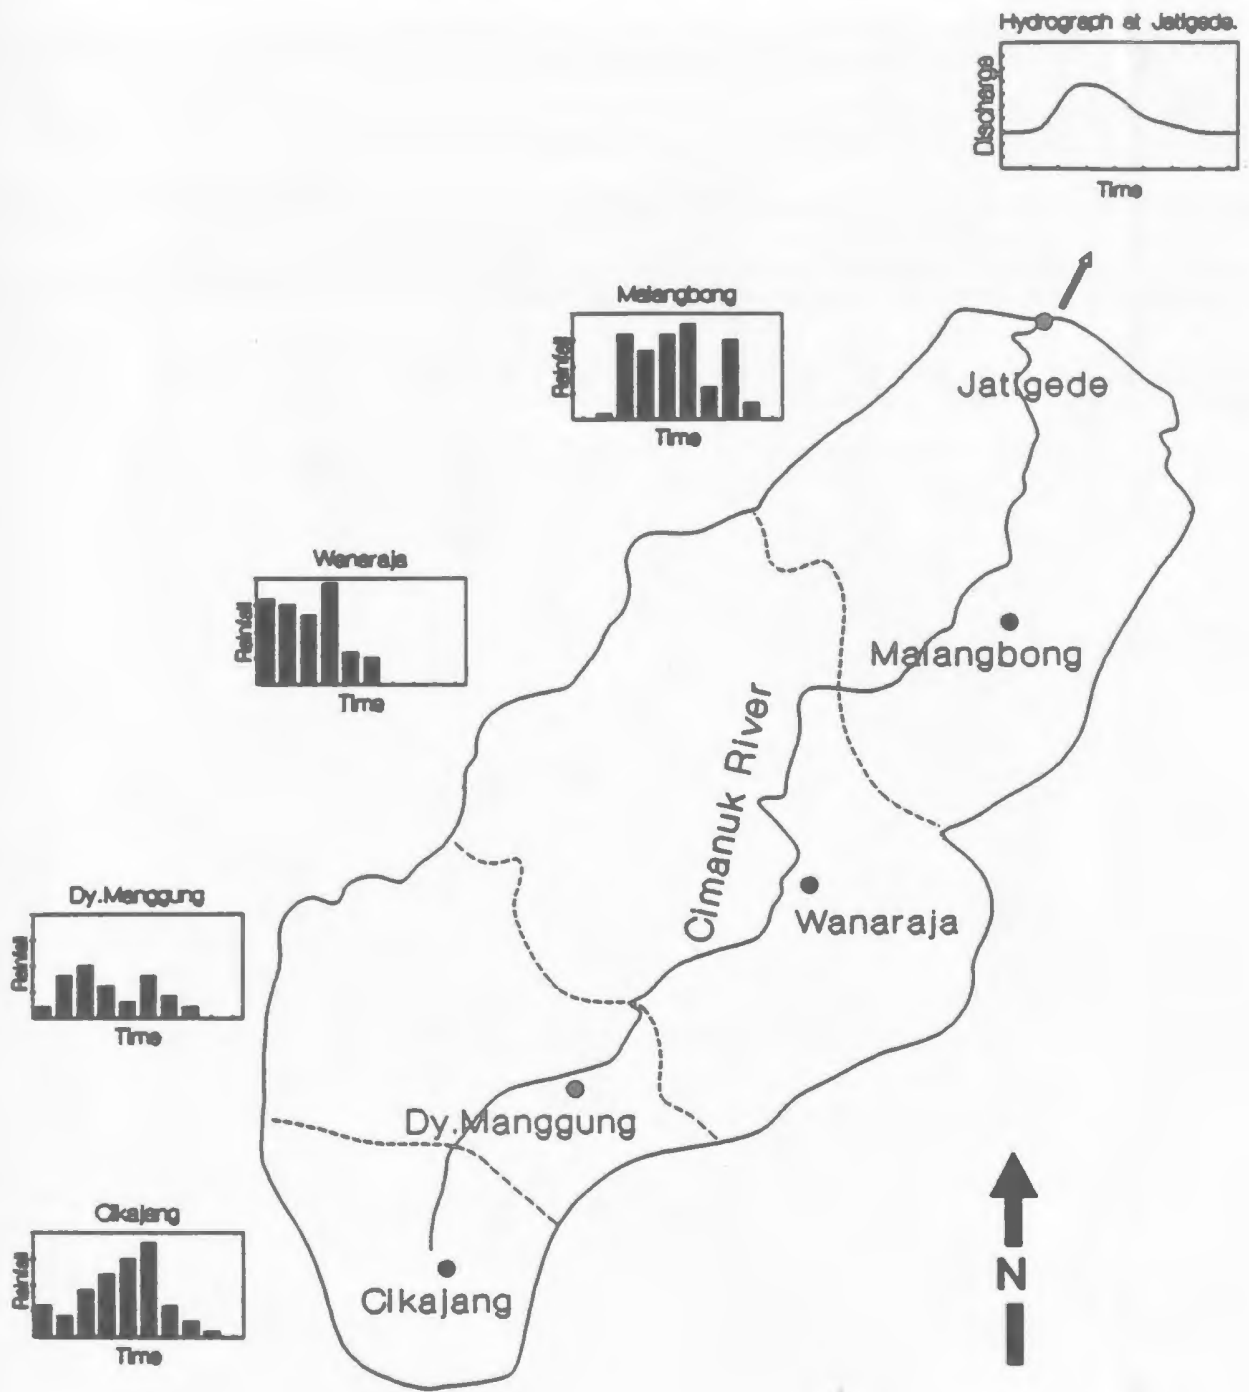 Hydrograph at Jatigede.
Discharge
Time
Malangbong
Rainfall
Time
Jatigede
Wanaraja
Rainfall
Time
Malangbong
Cimanuk River
Dy.Manggung
Rainfall
Time
Wanaraja
Dy.Manggung
Cikajang
Rainfall
Time
Cikajang
N